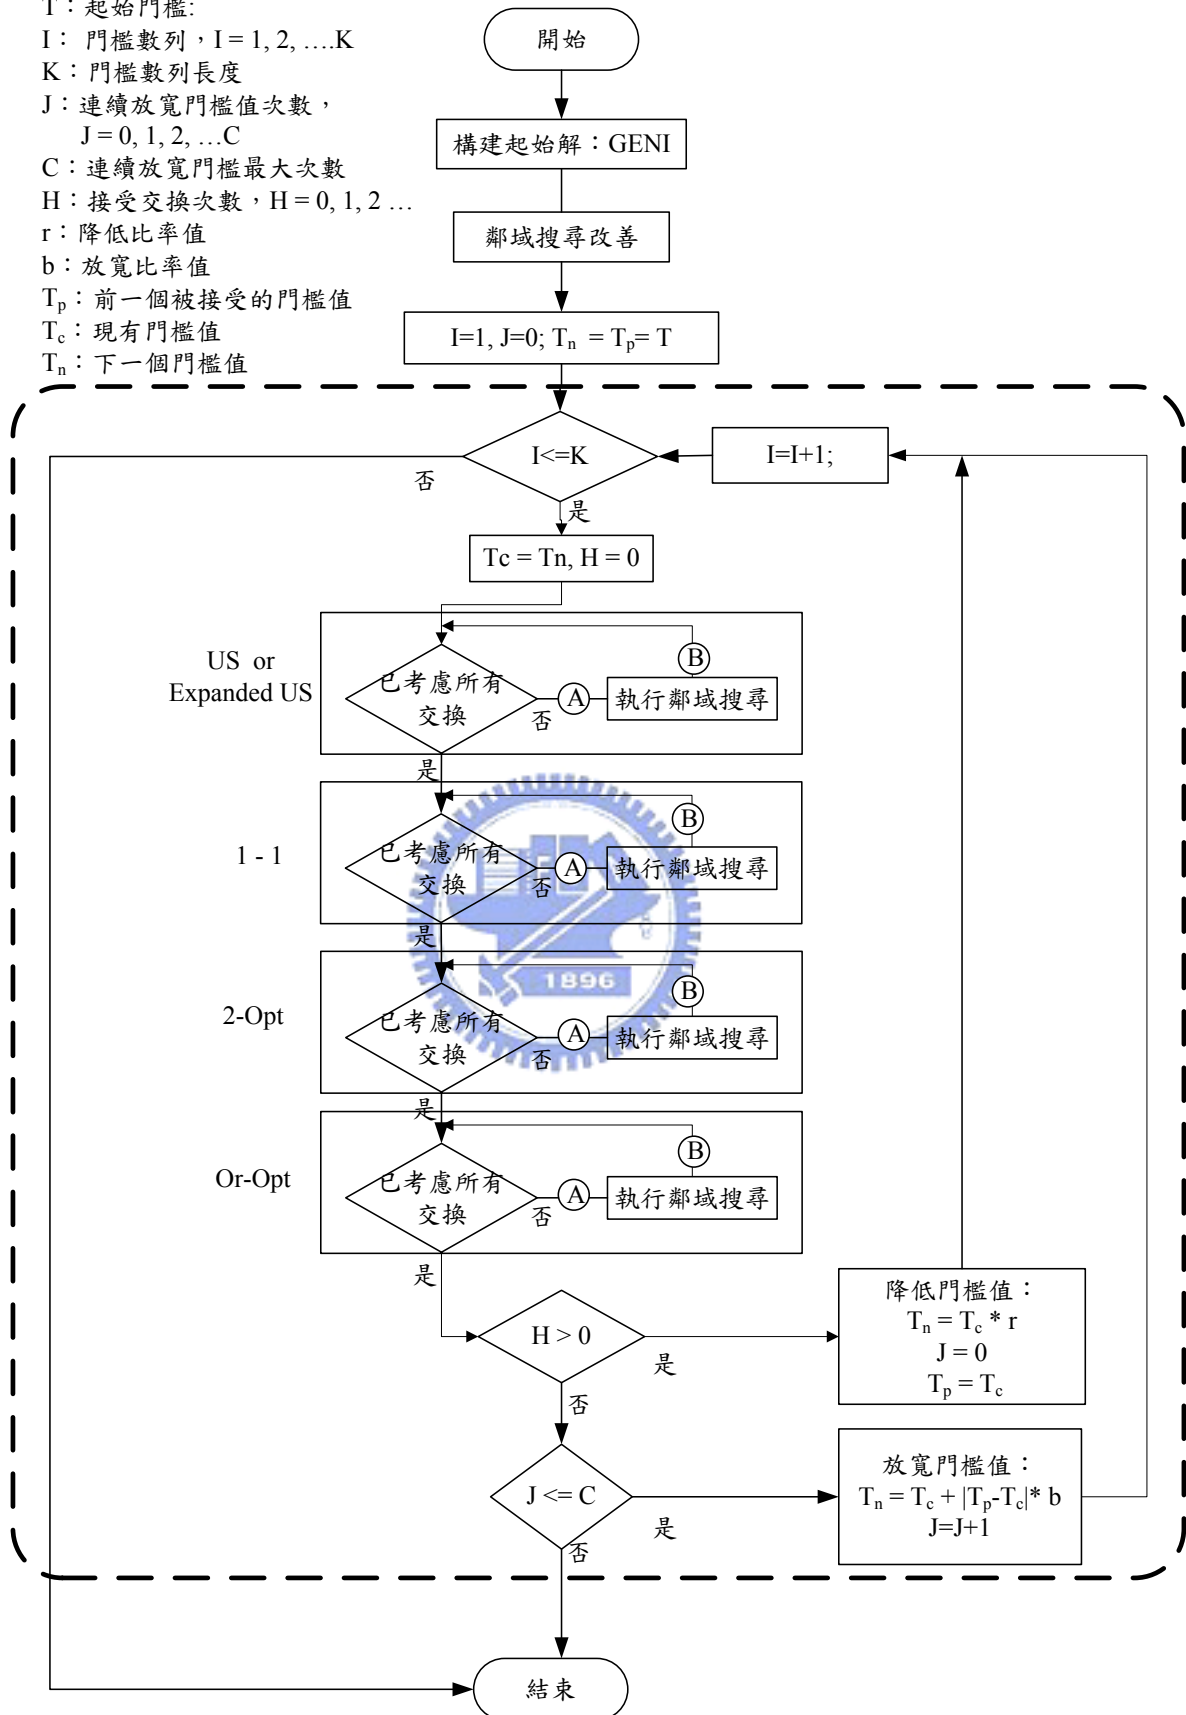 T：起始門檻:
I： 門檻數列，I = 1, 2, ….K
K：門檻數列長度
J：連續放寬門檻值次數，
J = 0, 1, 2, …C
C：連續放寬門檻最大次數
H：接受交換次數，H = 0, 1, 2 …
r：降低比率值
b：放寬比率值
Tp：前一個被接受的門檻值
Tc：現有門檻值
Tn：下一個門檻值
開始
構建起始解：GENI
鄰域搜尋改善
I=1, J=0; Tn = Tp= T
I<=K
I=I+1;
否
是
Tc = Tn, H = 0
US or
Expanded US
已考慮所有
交換
否
A
執行鄰域搜尋
B
是
1 - 1
已考慮所有
交換
否
A
執行鄰域搜尋
B
是
1896
2-Opt
已考慮所有
交換
否
A
執行鄰域搜尋
B
是
Or-Opt
已考慮所有
交換
否
A
執行鄰域搜尋
B
是
H > 0
是
降低門檻值：
Tn = Tc * r
J = 0
Tp = Tc
否
J <= C
是
放寬門檻值：
Tn = Tc + |Tp-Tc|* b
J=J+1
否
結束